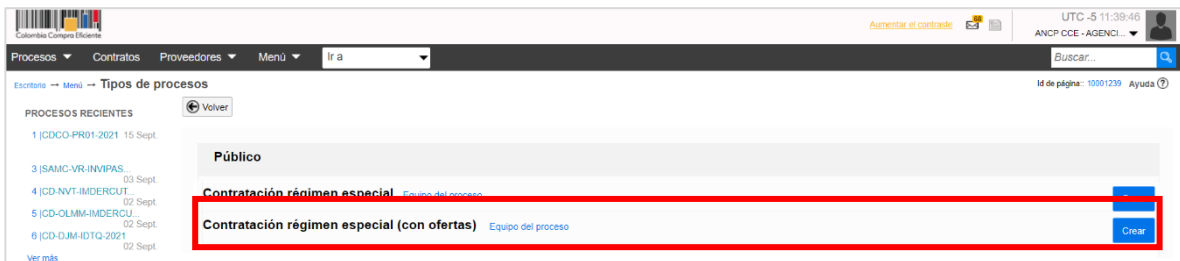 Colombia Compra Eficiente
Aumentar el contraste
UTC -5 11:39:46
ANCP CCE - AGENCI...
Procesos Contratos Proveedores Menú Ir a Buscar...
Escritorio → Menú → Tipos de procesos
Id de página:: 10001239 Ayuda
PROCESOS RECIENTES
Volver
1 |CDCO-PR01-2021 15 Sept.
3 |SAMC-VR-INVIPAS...
03 Sept.
4 |CD-NVT-IMDERCUT...
02 Sept.
5 |CD-OLMM-IMDERCU...
02 Sept.
6 |CD-DJM-IDTQ-2021
02 Sept.
Ver más
Público
Contratación régimen especial Equipo del proceso
Contratación régimen especial (con ofertas) Equipo del proceso Crear